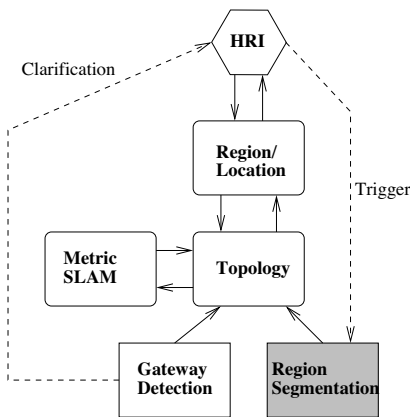 HRI
Clarification
Region/
Location
Trigger
Metric
SLAM
Topology
Gateway
Detection
Region
Segmentation